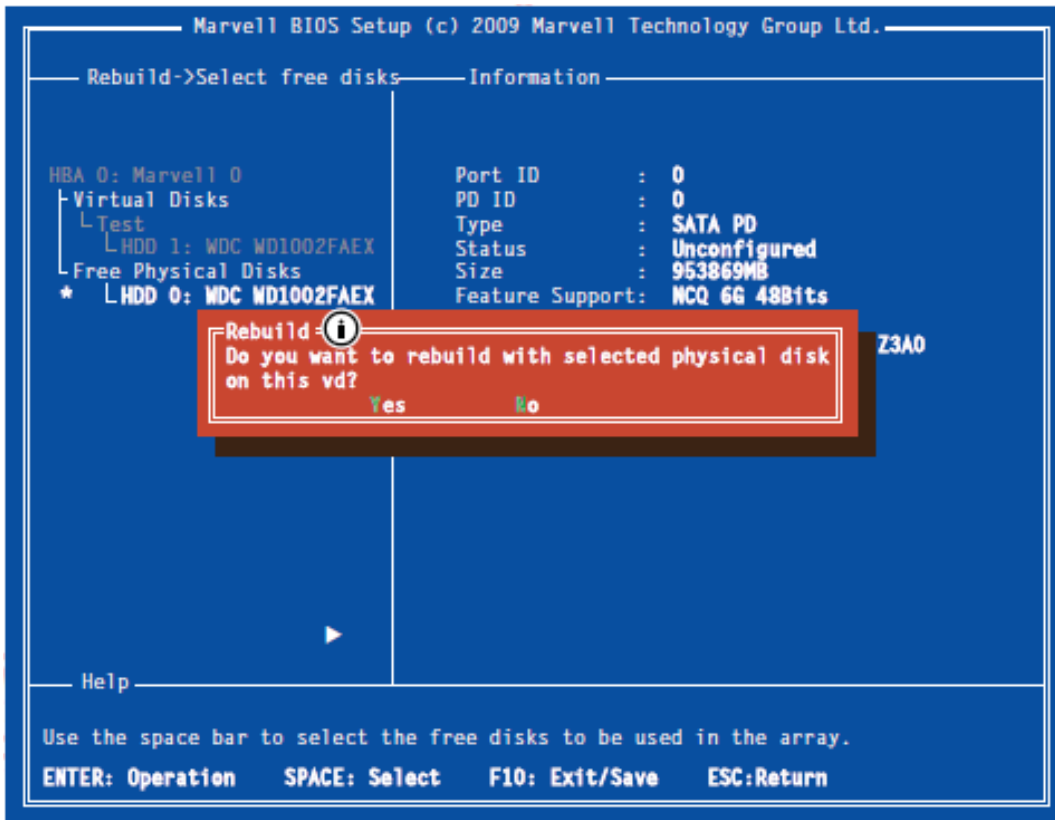 Marvell BIOS Setup (c) 2009 Marvell Technology Group Ltd.
Rebuild->Select free disks
HBA 0: Marvell 0
Virtual Disks
Test
HDD 1: WDC WD1002FAEX
Free Physical Disks
* HDD 0: WDC WD1002FAEX
Information
Port ID : 0
PD ID : 0
Type : SATA PD
Status : Unconfigured
Size : 953869MB
Feature Support: NCQ 6G 48Bits
Z3A0
Rebuild i
Do you want to rebuild with selected physical disk
on this vd?
Yes No
Help
Use the space bar to select the free disks to be used in the array.
ENTER: Operation SPACE: Select F10: Exit/Save ESC:Return